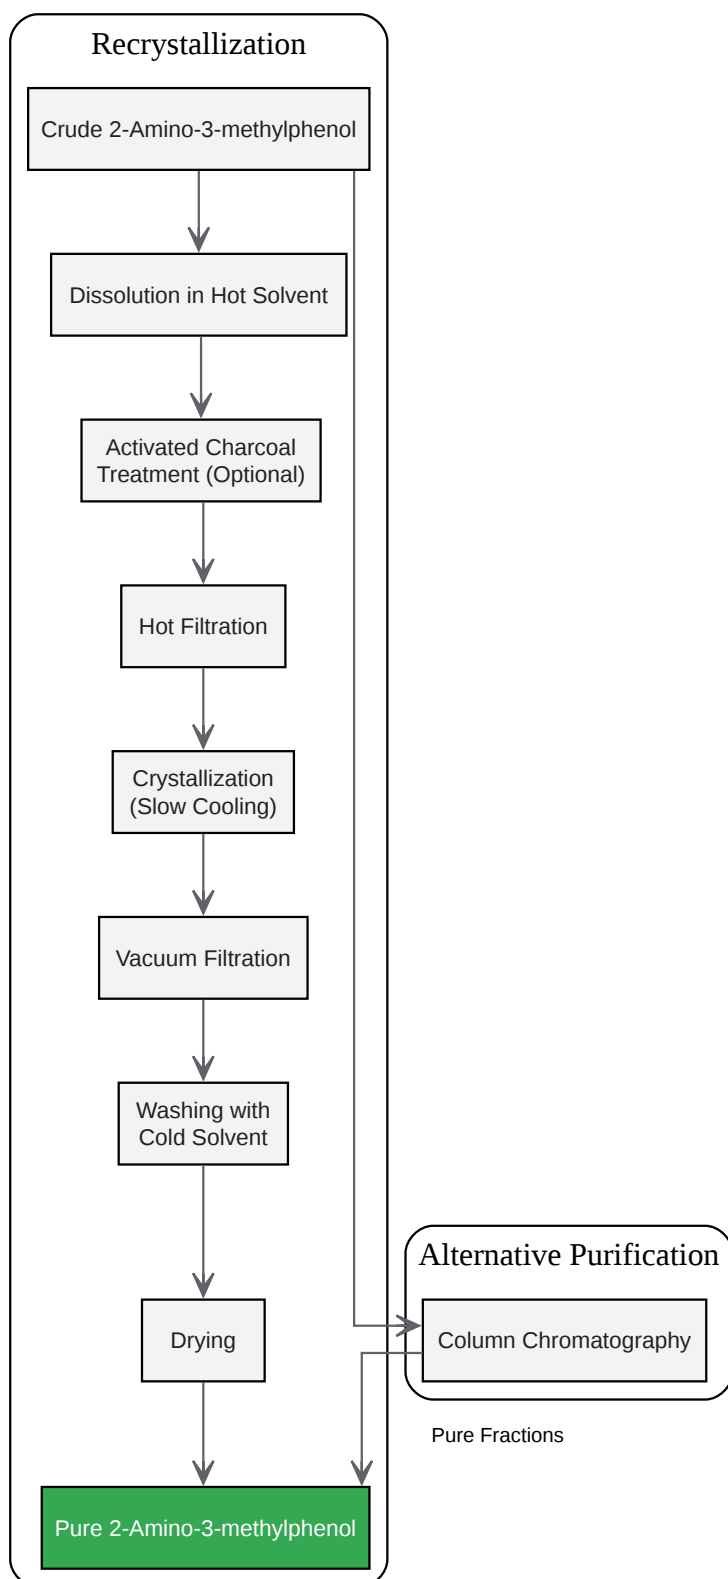 Recrystallization
Crude 2-Amino-3-methylphenol
Dissolution in Hot Solvent
Activated Charcoal
Treatment (Optional)
Hot Filtration
Crystallization
(Slow Cooling)
Vacuum Filtration
Washing with
Cold Solvent
Alternative Purification
Drying
Column Chromatography
Pure Fractions
Pure 2-Amino-3-methylphenol